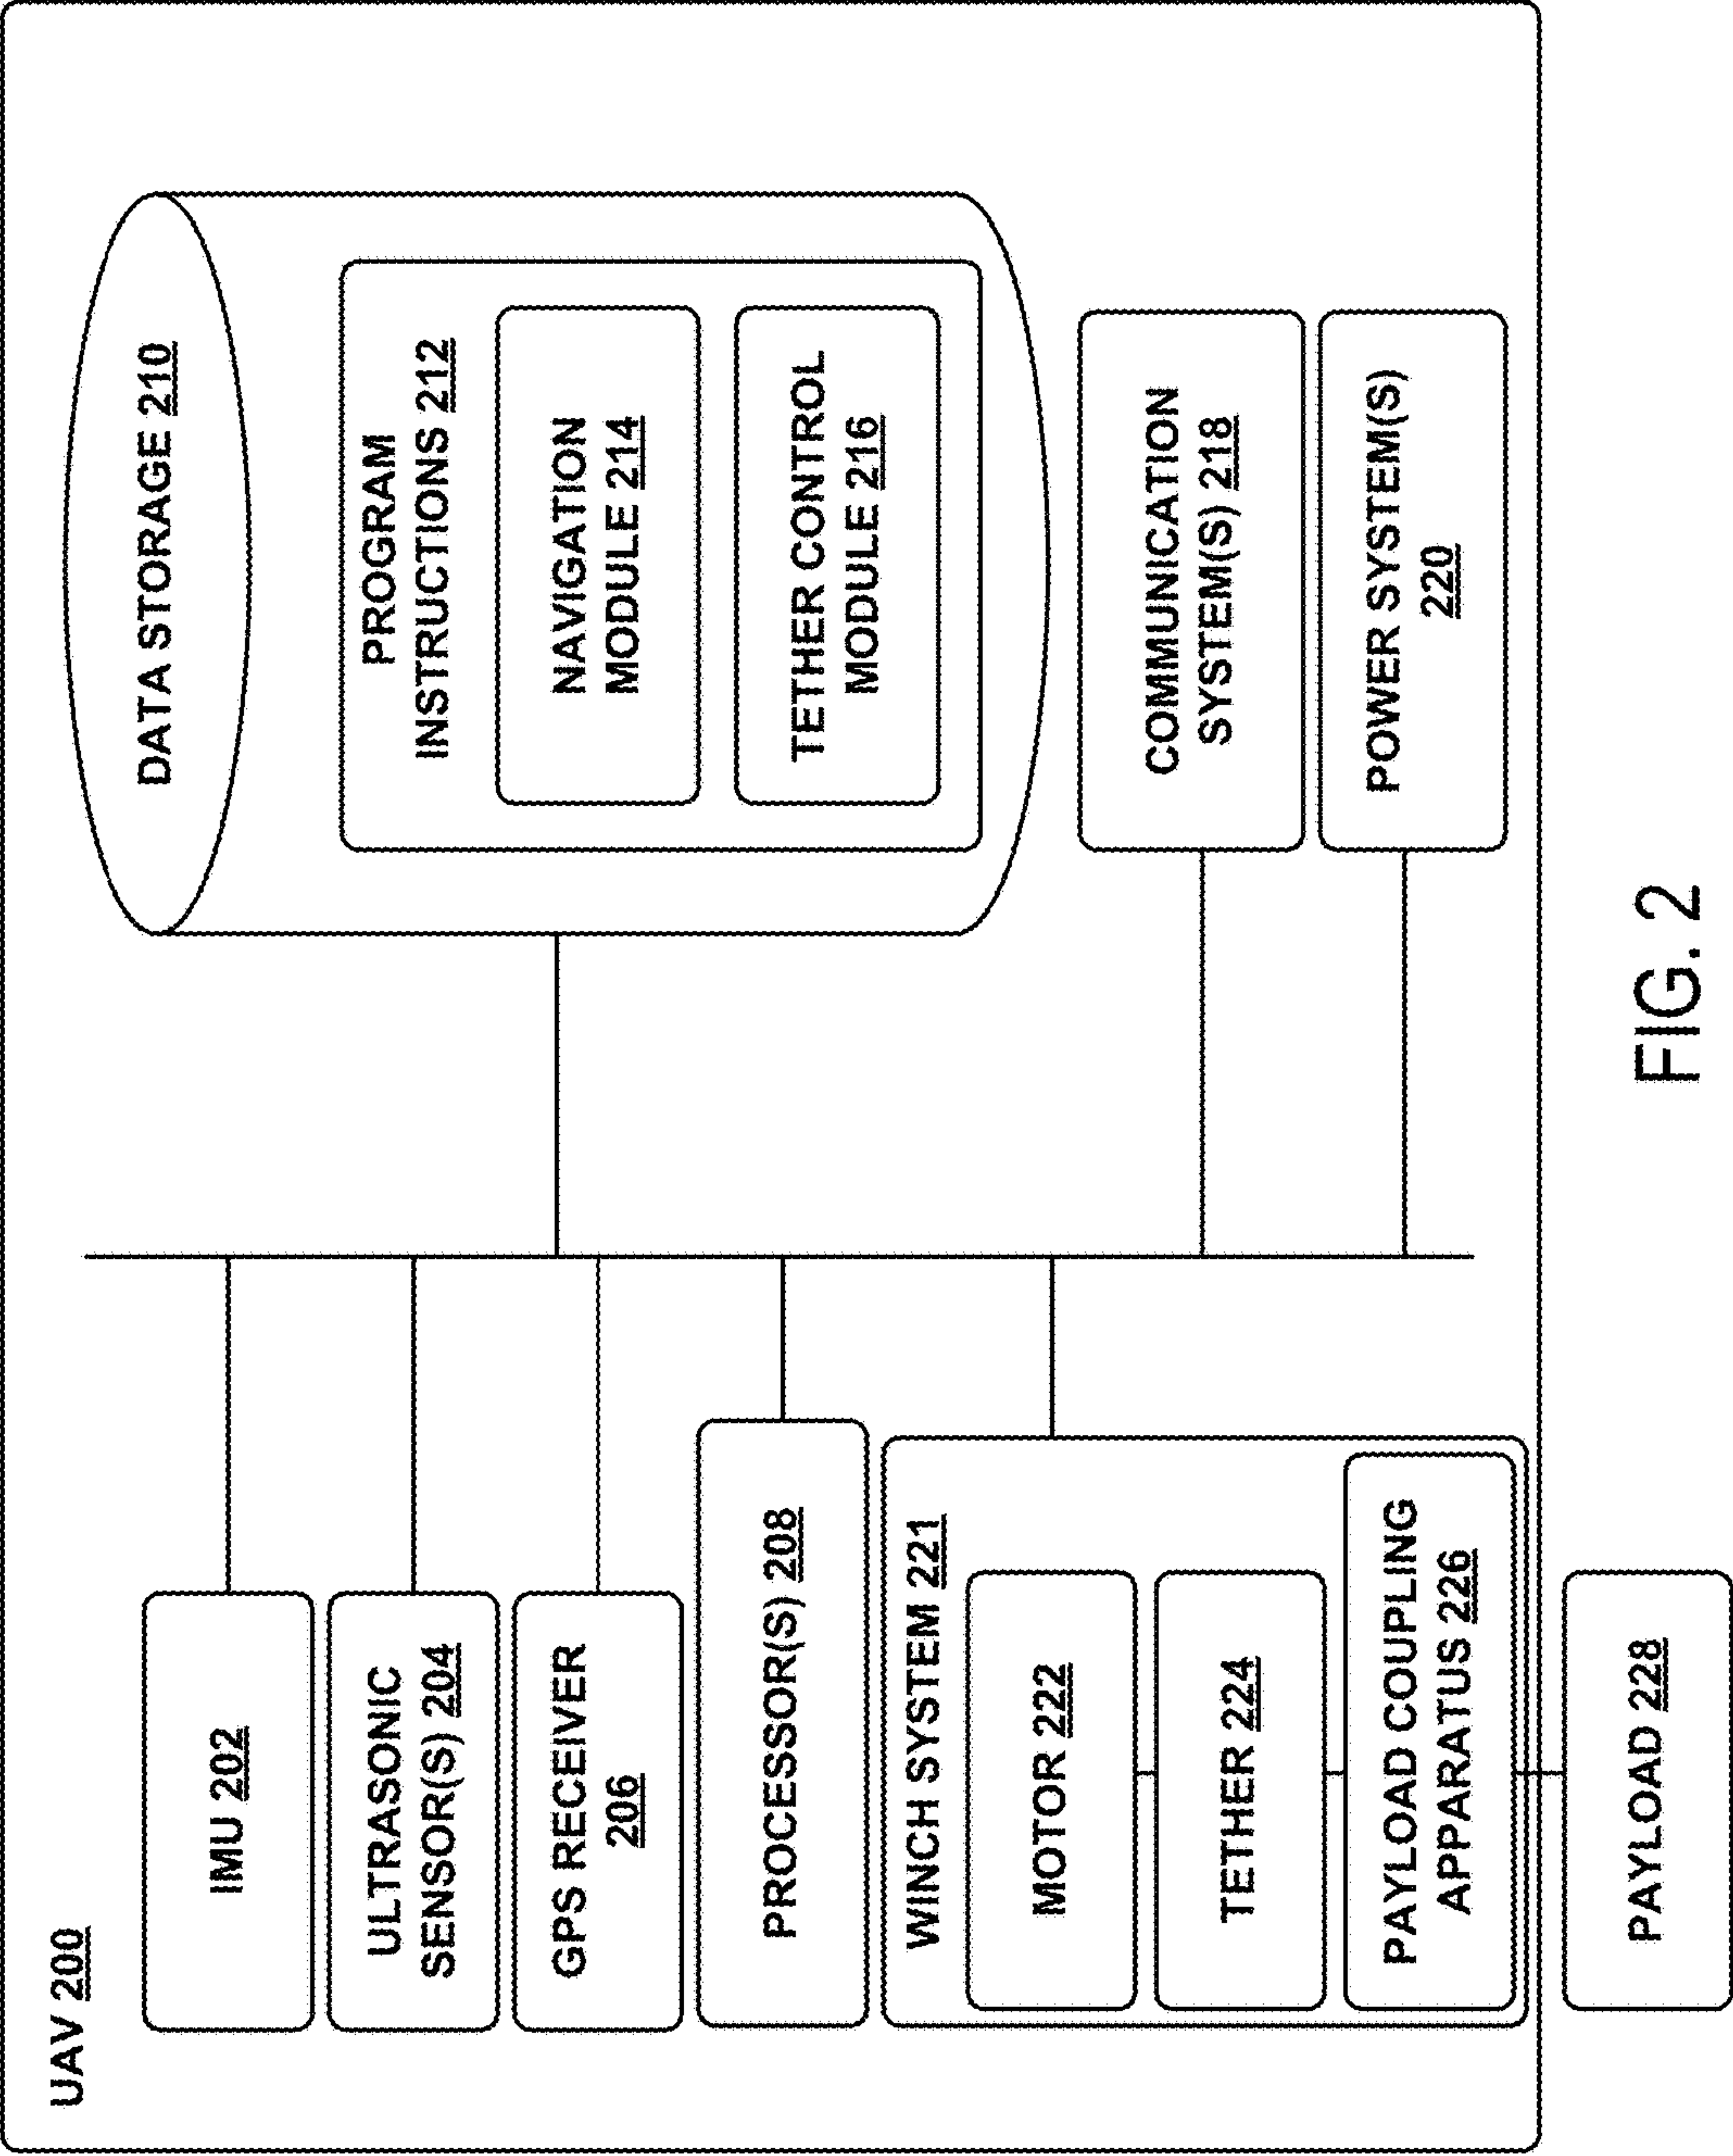 UAV 200
IMU 202
ULTRASONIC
SENSOR(S) 204
GPS RECEIVER
206
PROCESSOR(S) 208
WINCH SYSTEM 221
MOTOR 222
TETHER 224
PAYLOAD COUPLING
APPARATUS 226
PAYLOAD 228
DATA STORAGE 210
PROGRAM
INSTRUCTIONS 212
NAVIGATION
MODULE 214
TETHER CONTROL
MODULE 216
COMMUNICATION
SYSTEM(S) 218
POWER SYSTEM(S)
220
FIG. 2